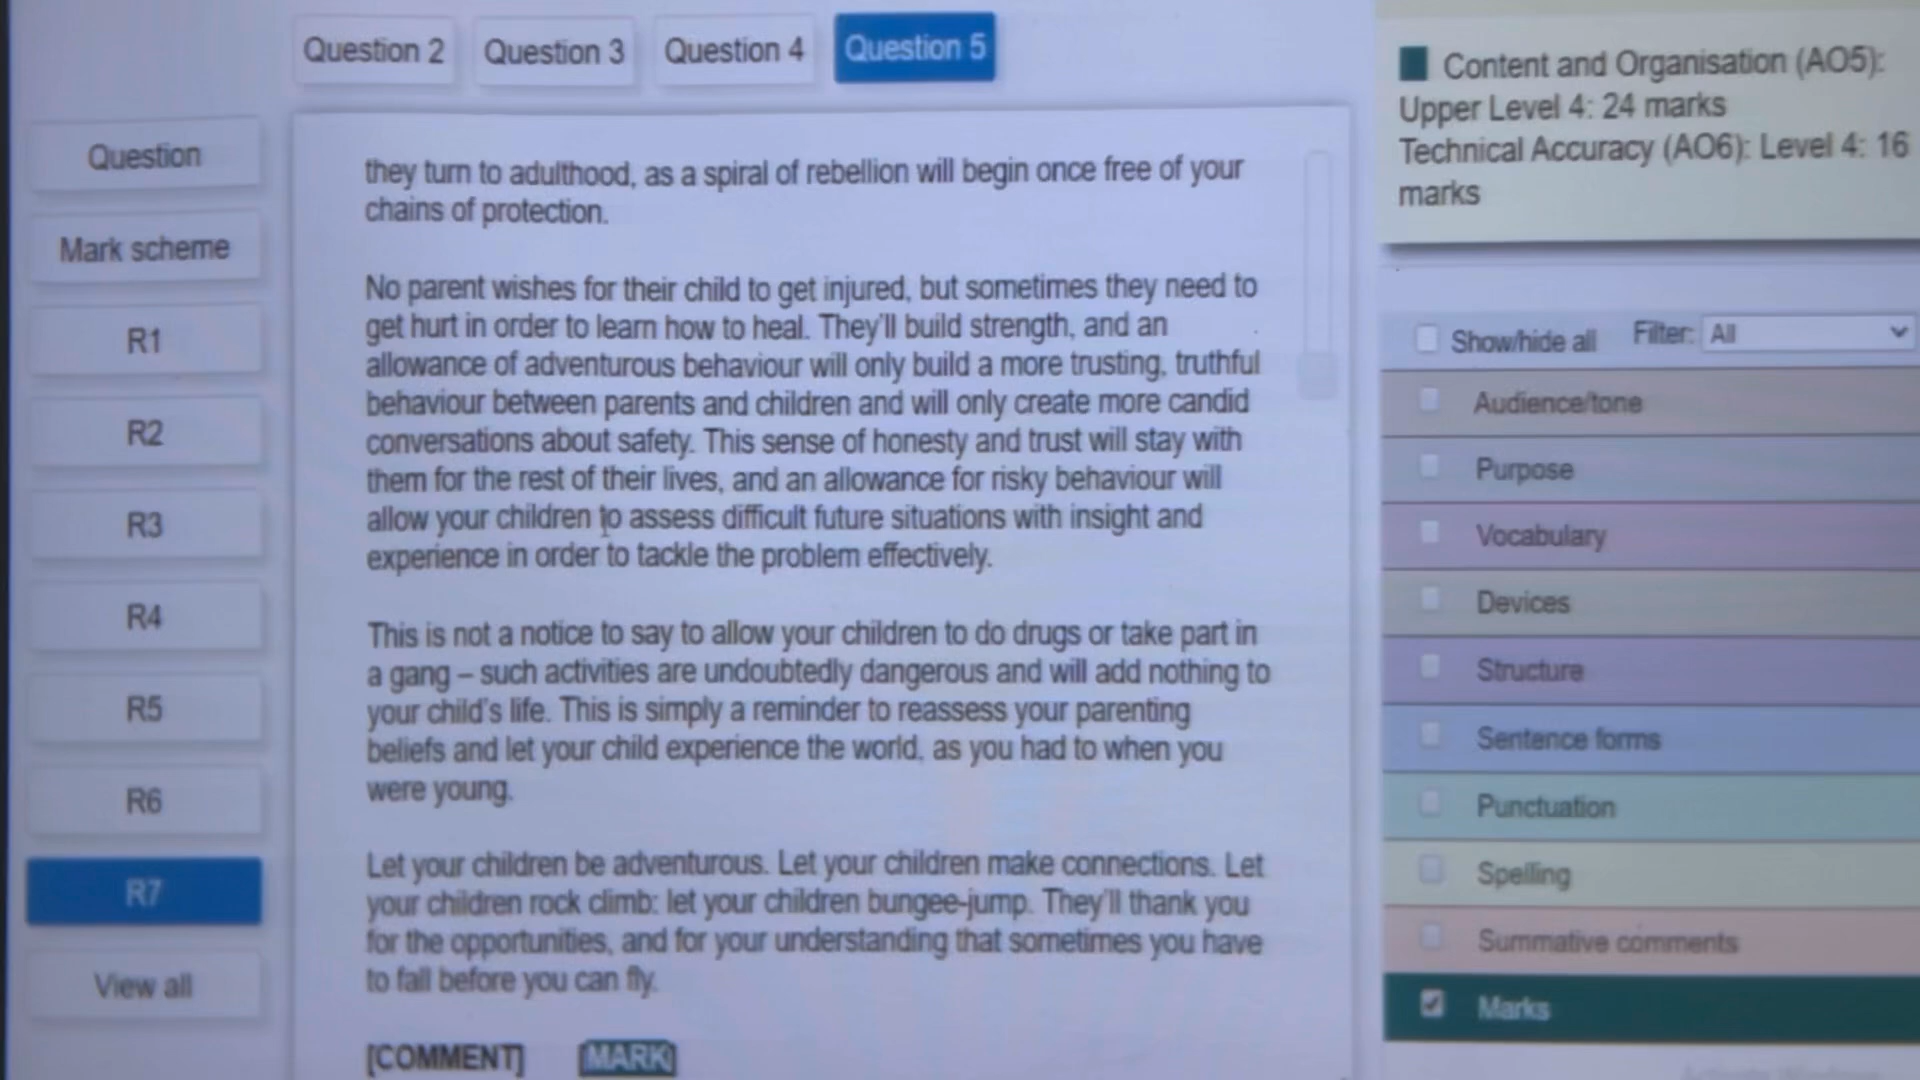 Question 2
Question 3
Question 4
Question 5
Question
Mark scheme
R1
R2
R3
R4
R5
R6
R7
View all
they turn to adulthood, as a spiral of rebellion will begin once free of your
chains of protection.
No parent wishes for their child to get injured, but sometimes they need to
get hurt in order to learn how to heal. They'll build strength, and an
allowance of adventurous behaviour will only build a more trusting, truthful
behaviour between parents and children and will only create more candid
conversations about safety. This sense of honesty and trust will stay with
them for the rest of their lives, and an allowance for risky behaviour will
allow your children to assess difficult future situations with insight and
experience in order to tackle the problem effectively.
This is not a notice to say to allow your children to do drugs or take part in
a gang – such activities are undoubtedly dangerous and will add nothing to
your child's life. This is simply a reminder to reassess your parenting
beliefs and let your child experience the world, as you had to when you
were young.
Let your children be adventurous. Let your children make connections. Let
your children rock climb: let your children bungee-jump. They'll thank you
for the opportunities, and for your understanding that sometimes you have
to fall before you can fly.
[COMMENT] [MARK]
Content and Organisation (AO5):
Upper Level 4: 24 marks
Technical Accuracy (AO6): Level 4: 16
marks
Show/hide all Filter: All
Audience/tone
Purpose
Vocabulary
Devices
Structure
Sentence forms
Punctuation
Spelling
Summative comments
Marks